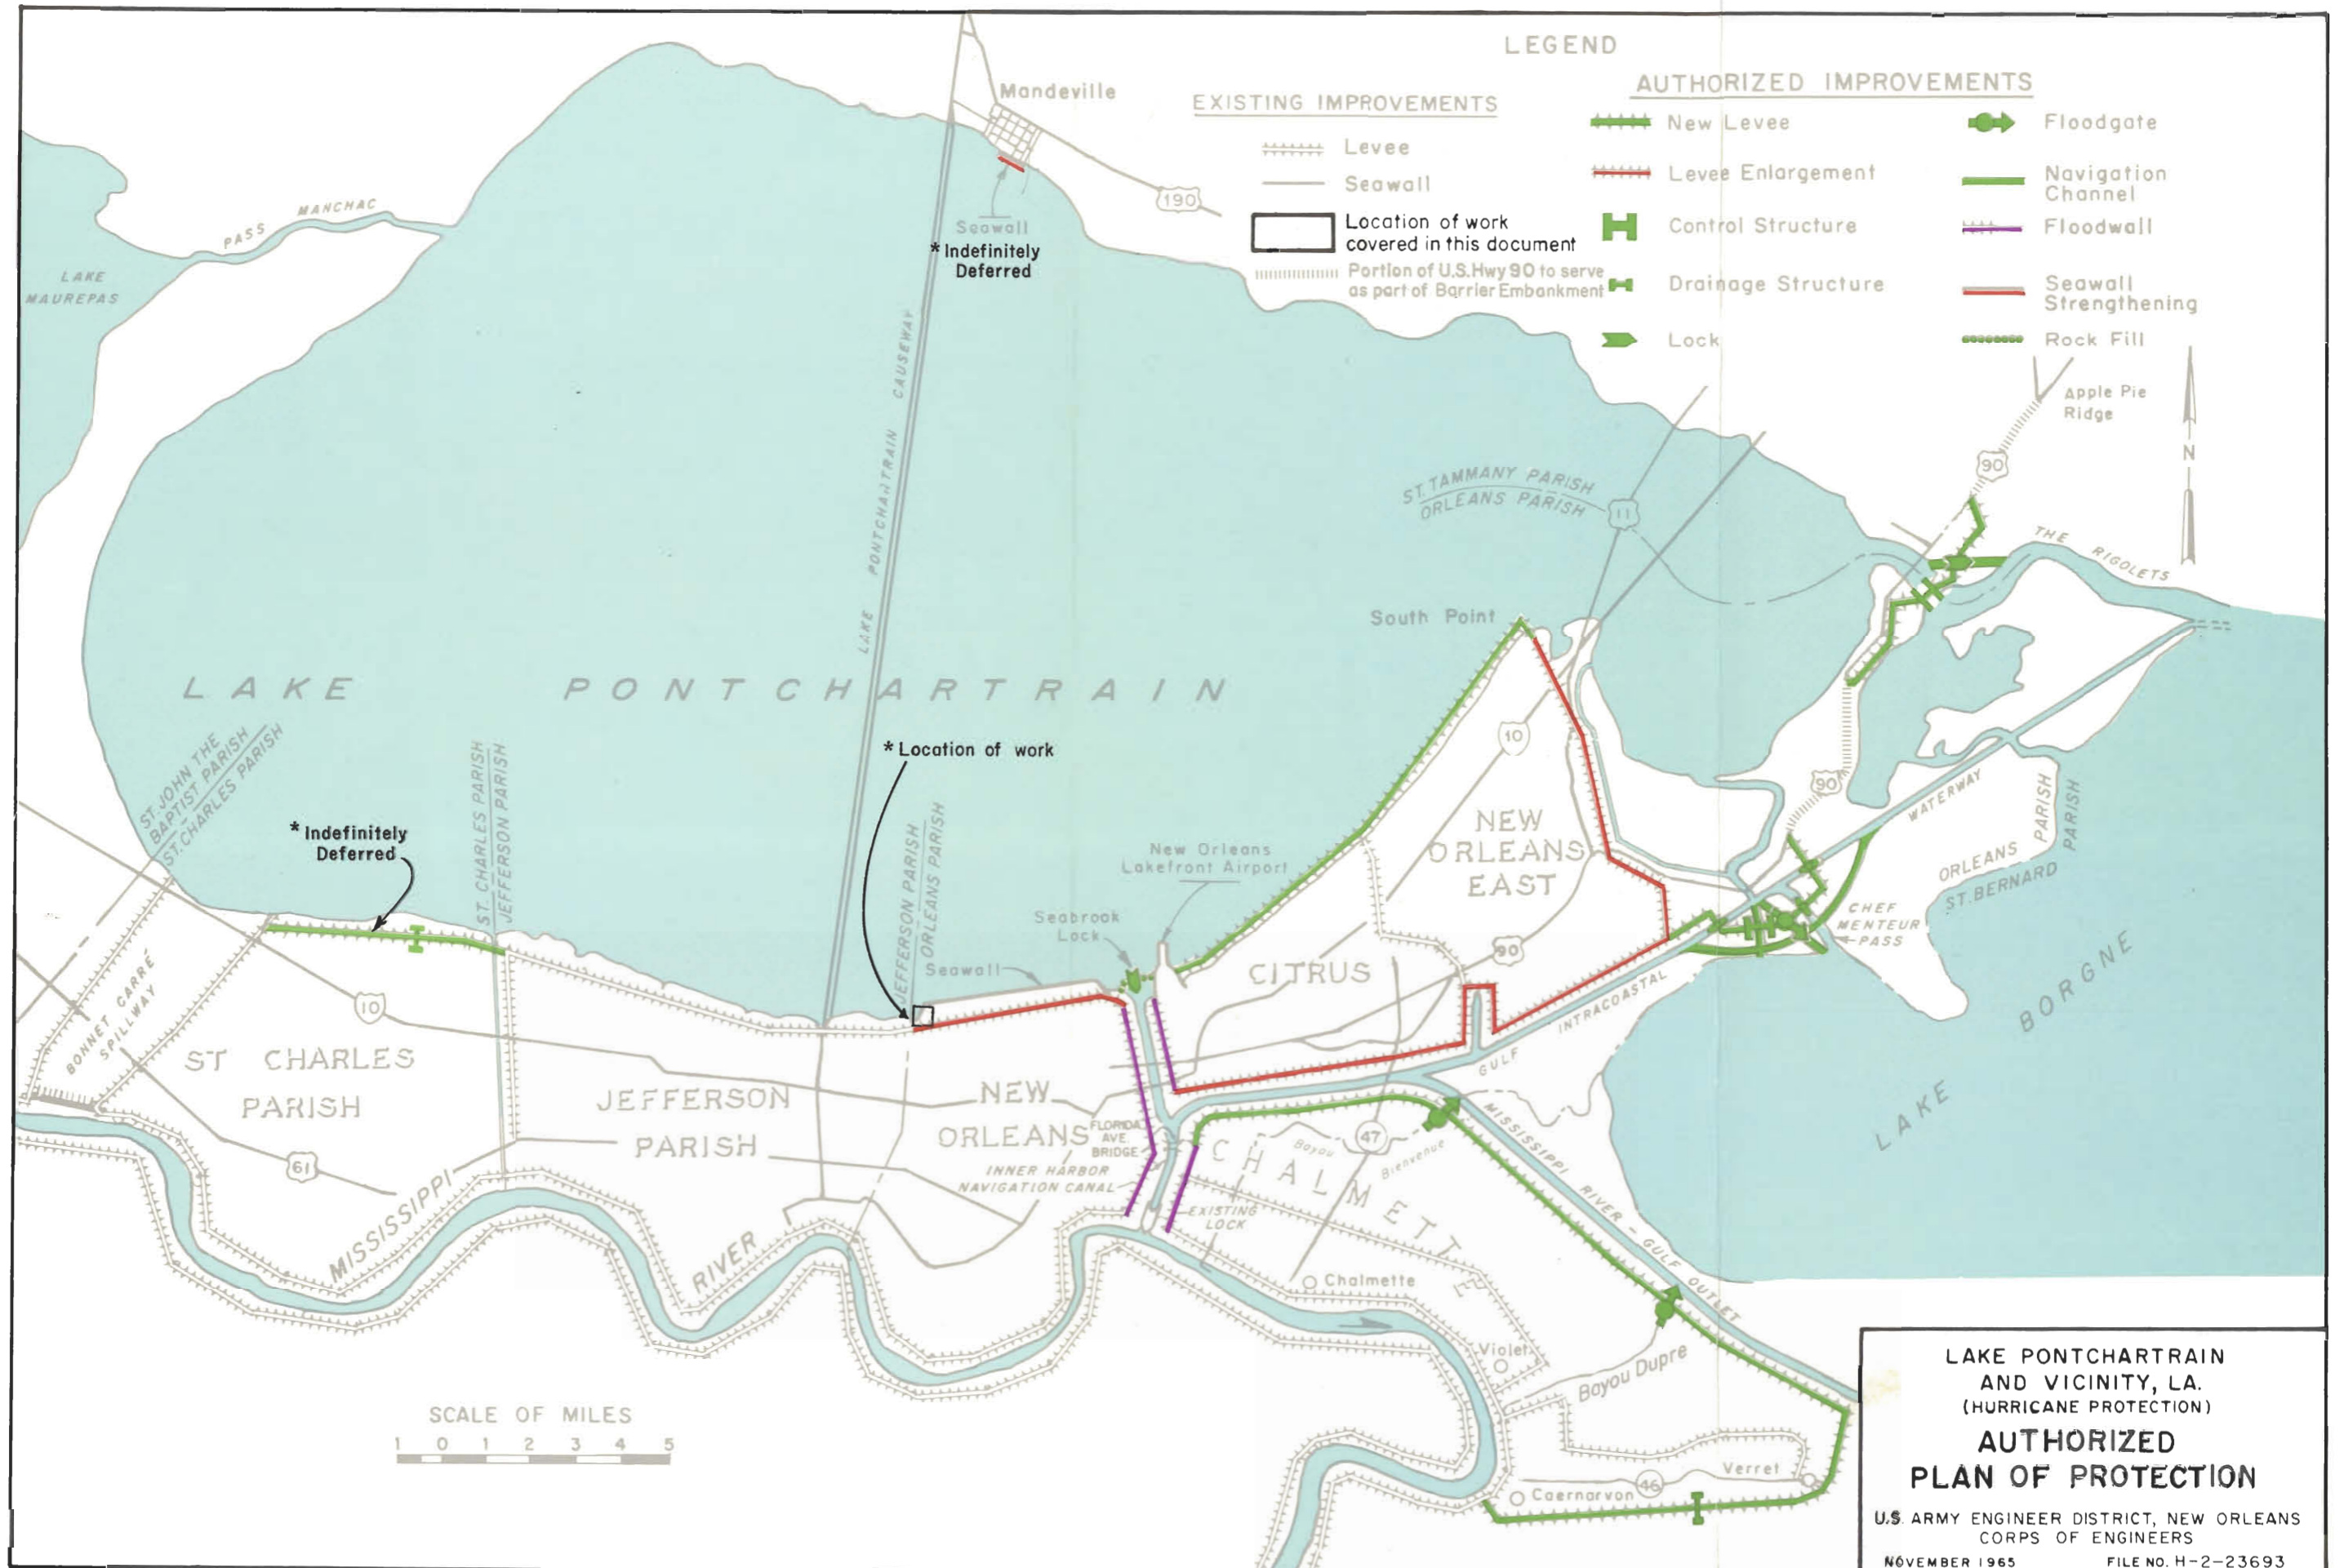 LEGEND
EXISTING IMPROVEMENTS
Levee
Seawall
Location of work
covered in this document
Portion of U.S. Hwy 90 to serve
as part of Barrier Embankment
AUTHORIZED IMPROVEMENTS
New Levee
Levee Enlargement
Control Structure
Drainage Structure
Lock
Floodgate
Navigation
Channel
Floodwall
Seawall
Strengthening
Rock Fill
Mandeville
190
Seawall
* Indefinitely
Deferred
PASS MANCHAC
LAKE
MAUREPAS
LAKE PONTCHARTRAIN CAUSEWAY
Apple Pie
Ridge
N
90
ST. TAMMANY PARISH
ORLEANS PARISH
11
THE RIGOLETS
South Point
LAKE PONTCHARTRAIN
10
* Location of work
ST. JOHN THE
BAPTIST PARISH
ST. CHARLES PARISH
ST. CHARLES PARISH
JEFFERSON PARISH
* Indefinitely
Deferred
JEFFERSON PARISH
ORLEANS PARISH
New Orleans
Lakefront Airport
Seabrook
Lock
Seawall
NEW
ORLEANS
EAST
90
90
WATERWAY
ORLEANS PARISH
ST. BERNARD PARISH
CHEF
MENTEUR
PASS
CITRUS
INTRACOASTAL
GULF
LAKE BORGNE
BONNET CARRÉ
SPILLWAY
10
ST CHARLES
PARISH
61
JEFFERSON
PARISH
NEW
ORLEANS
FLORIDA
AVE.
BRIDGE
INNER HARBOR
NAVIGATION CANAL
EXISTING
LOCK
CHALMETTE
Bayou Bienvenue
47
MISSISSIPPI RIVER - GULF OUTLET
MISSISSIPPI RIVER
Chalmette
Violet
Bayou Dupre
Verret
46
Caernarvon
SCALE OF MILES
1 0 1 2 3 4 5
LAKE PONTCHARTRAIN
AND VICINITY, LA.
(HURRICANE PROTECTION)
AUTHORIZED
PLAN OF PROTECTION
U.S. ARMY ENGINEER DISTRICT, NEW ORLEANS
CORPS OF ENGINEERS
NOVEMBER 1965 FILE NO. H-2-23693